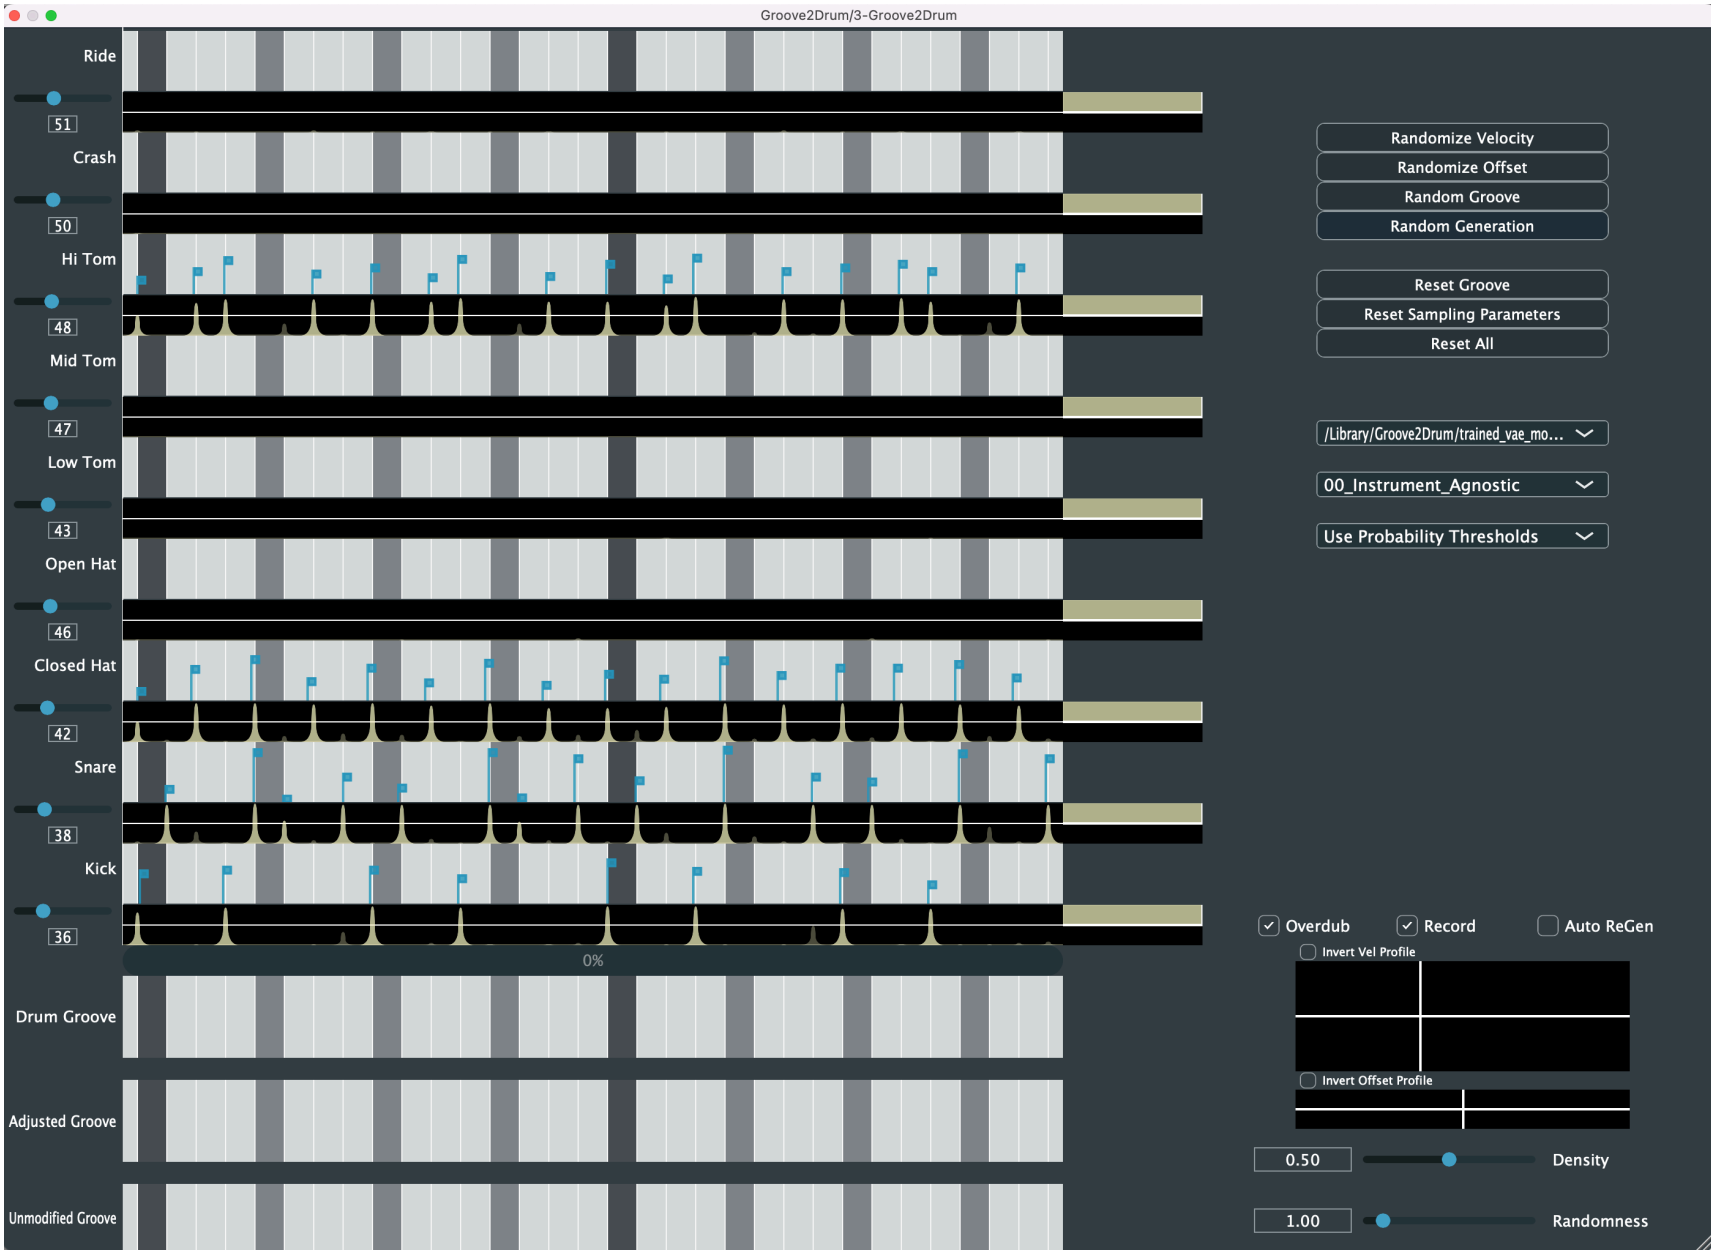 Groove2Drum/3-Groove2Drum
Ride
51
Crash
50
Hi Tom
48
Mid Tom
47
Low Tom
43
Open Hat
46
Closed Hat
42
Snare
38
Kick
36
0%
Drum Groove
Adjusted Groove
Unmodified Groove
Randomize Velocity
Randomize Offset
Random Groove
Random Generation
Reset Groove
Reset Sampling Parameters
Reset All
/Library/Groove2Drum/trained_vae_mo...
00_Instrument_Agnostic
Use Probability Thresholds
Overdub Record Auto ReGen
Invert Vel Profile
Invert Offset Profile
0.50 Density
1.00 Randomness